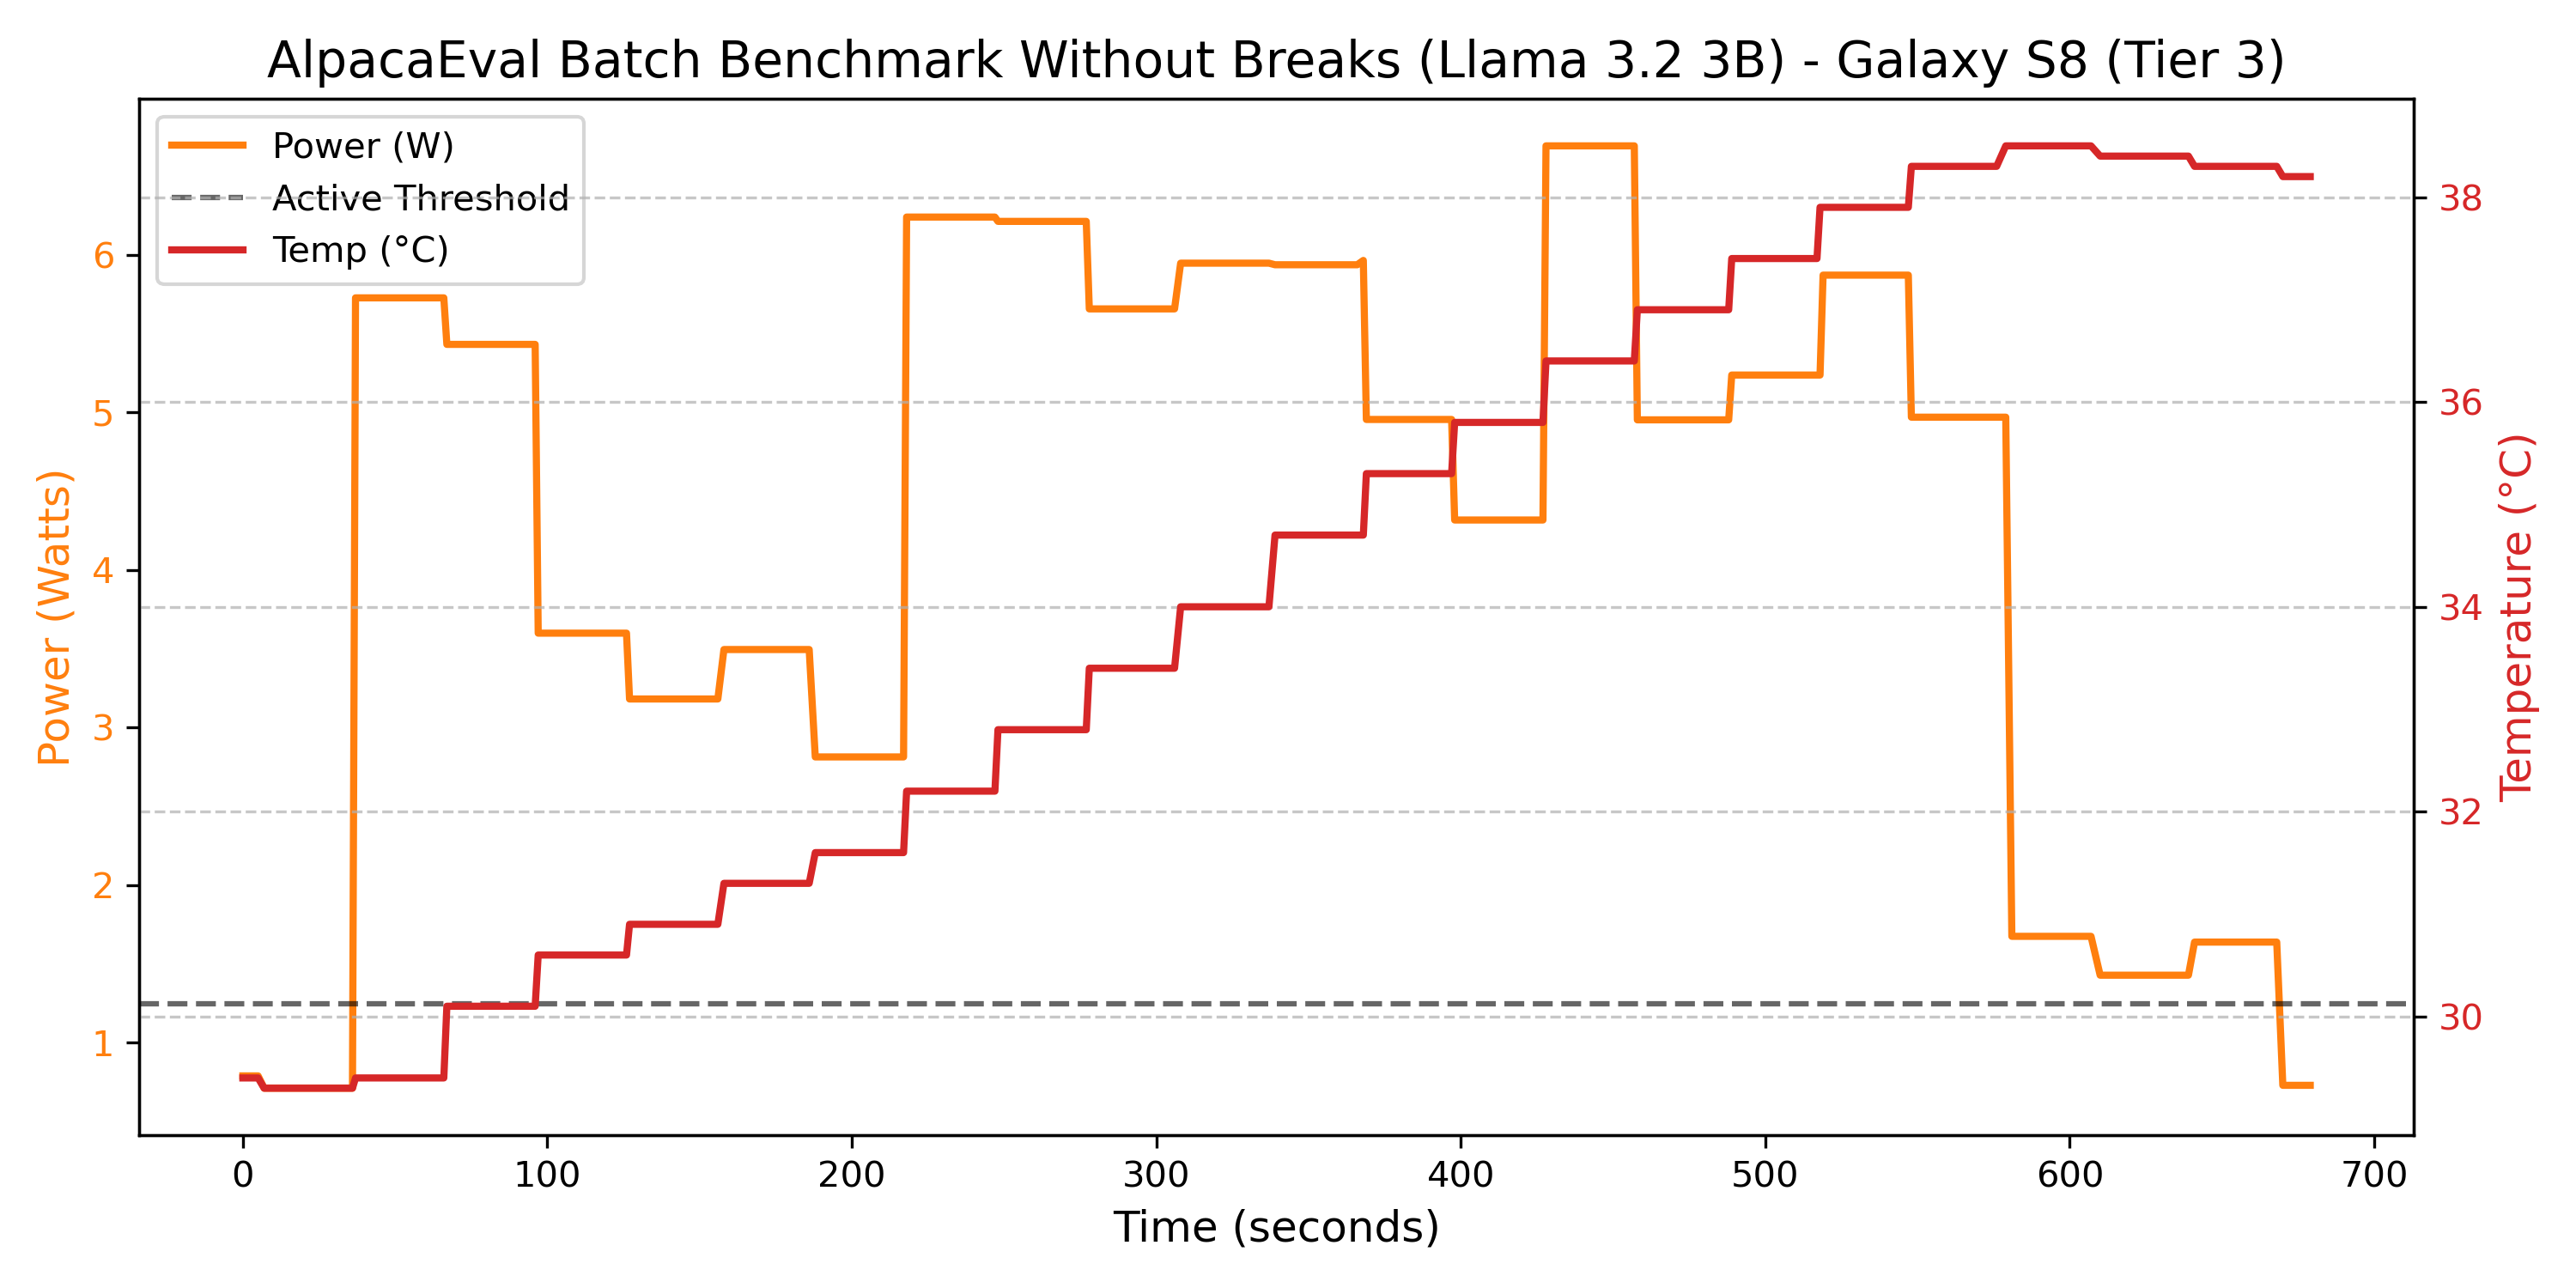 AlpacaEval Batch Benchmark Without Breaks (Llama 3.2 3B) - Galaxy S8 (Tier 3)
Power (W)
Active Threshold
Temp (°C)
Power (Watts)
6
5
4
3
2
1
38
36
34
32
30
Temperature (°C)
0 100 200 300 400 500 600 700
Time (seconds)